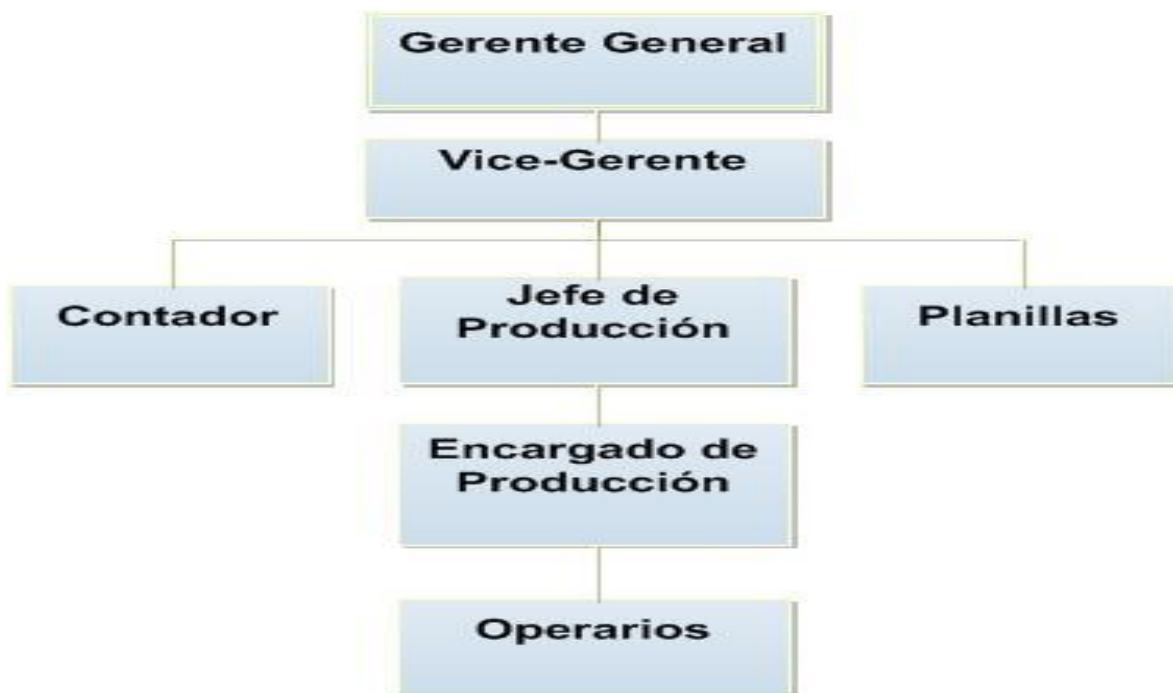 Gerente General
Vice-Gerente
Contador
Jefe de
Producción
Planillas
Encargado de
Producción
Operarios